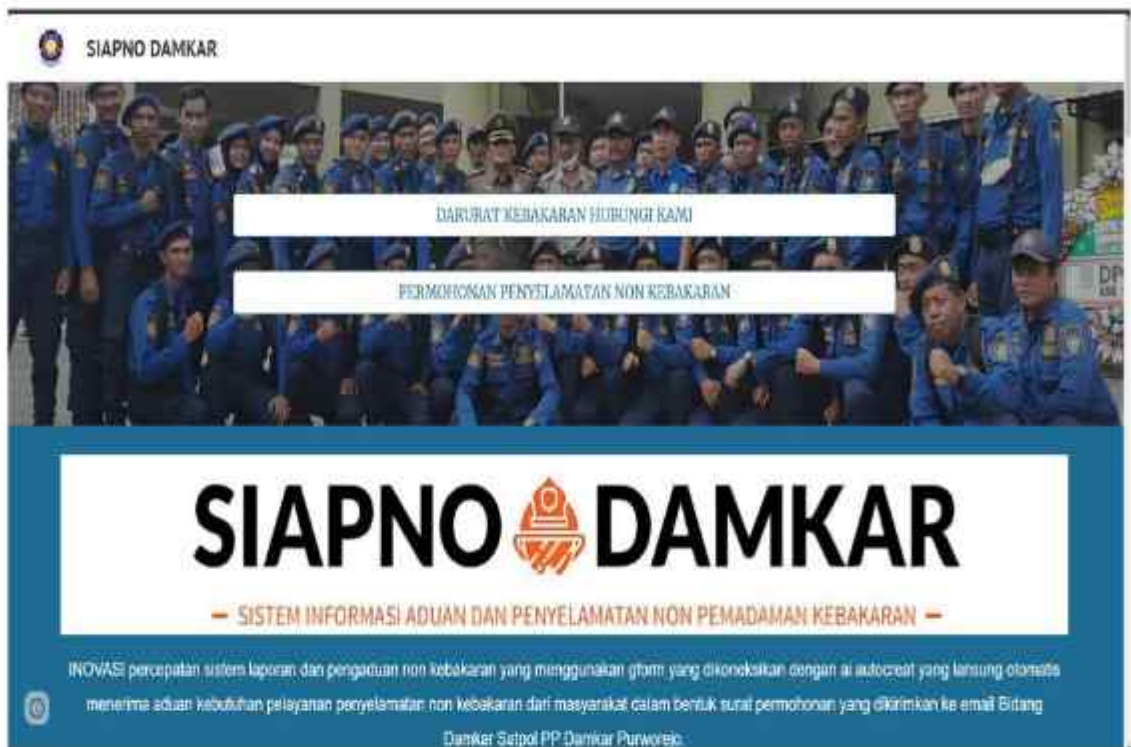 SIAPNO DAMKAR
DARURAT KEBAKARAN HUBUNGI KAMI
PERMOHONAN PENYELAMATAN NON KEBAKARAN
DP
SIAPNO DAMKAR
SISTEM INFORMASI ADUAN DAN PENYELAMATAN NON PEMADAMAN KEBAKARAN
INOVASI percepatan sistem laporan dan pengaduan non kebakaran yang menggunakan gform yang dikoneksikan dengan ai autocreat yang lansung otomatis
menerima aduan kebutuhan pelayanan penyelamatan non kebakaran dari masyarakat dalam bentuk surat permohonan yang dikirimkan ke email Bidang
Damkar Satpol PP Damkar Purworejo.